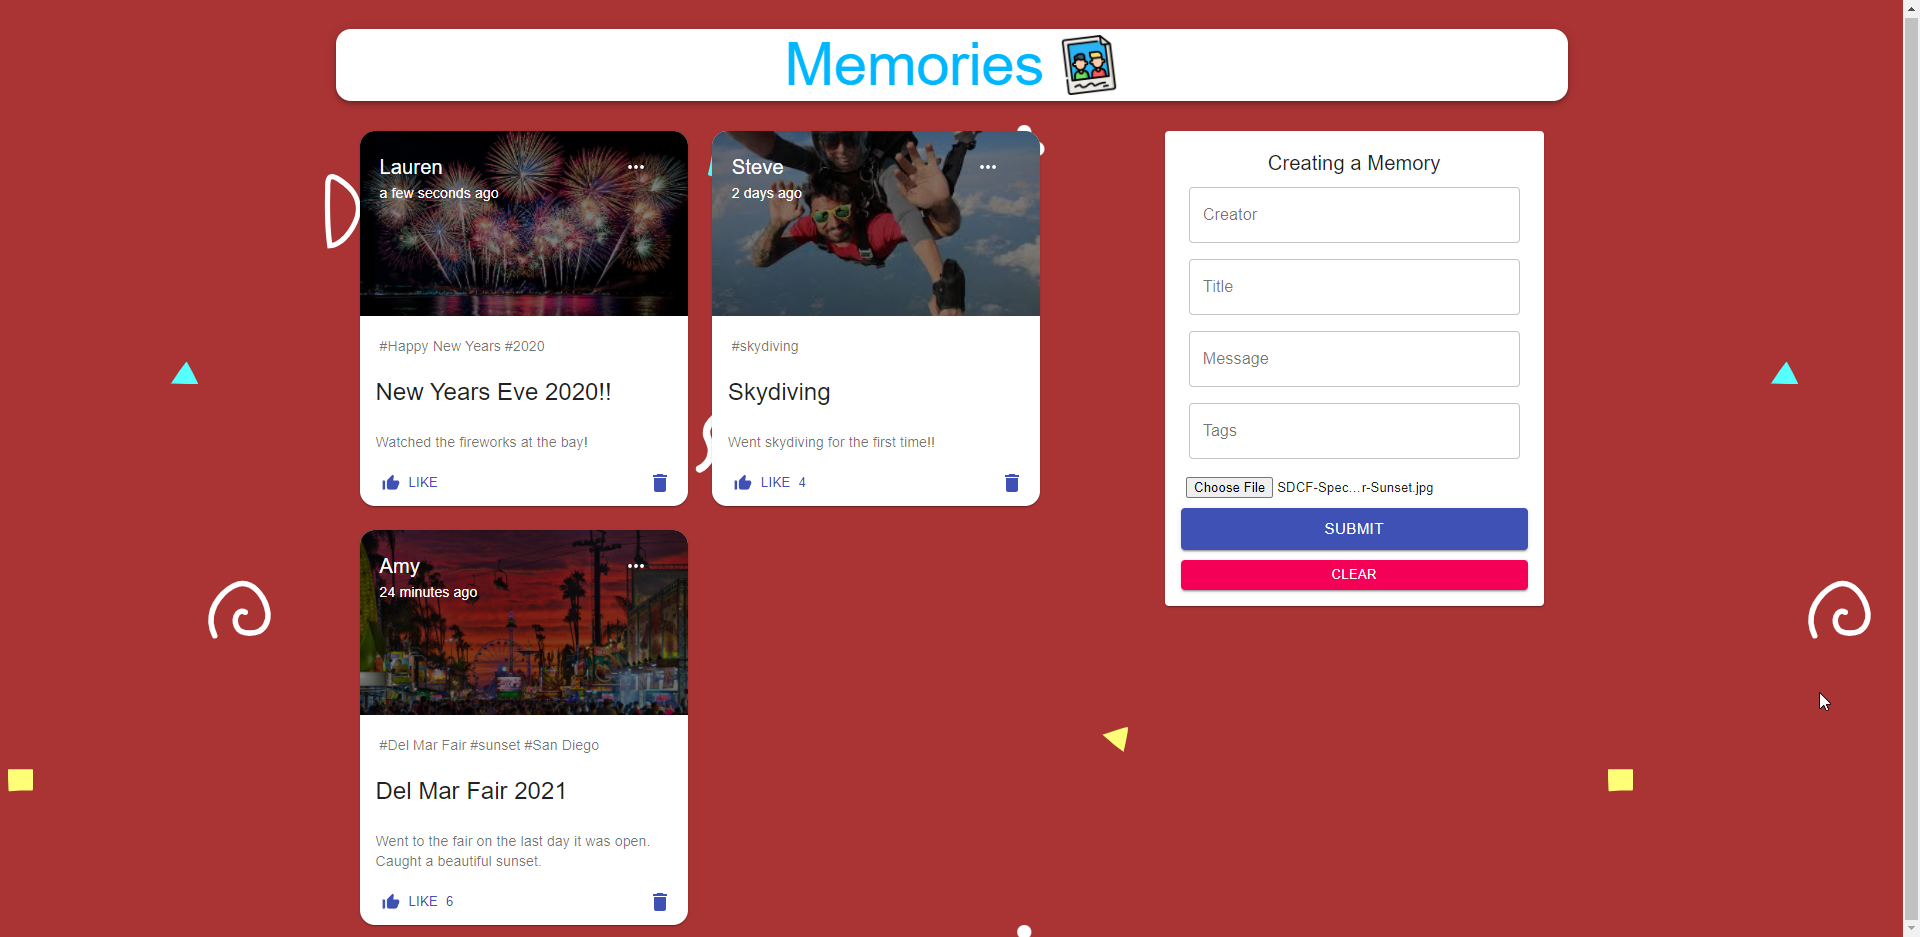 Memories
Lauren
a few seconds ago
#Happy New Years #2020
New Years Eve 2020!!
Watched the fireworks at the bay!
LIKE
Steve
2 days ago
#skydiving
Skydiving
Went skydiving for the first time!!
LIKE 4
Amy
24 minutes ago
#Del Mar Fair #sunset #San Diego
Del Mar Fair 2021
Went to the fair on the last day it was open.
Caught a beautiful sunset.
LIKE 6
Creating a Memory
Creator
Title
Message
Tags
Choose File SDCF-Spec...r-Sunset.jpg
SUBMIT
CLEAR